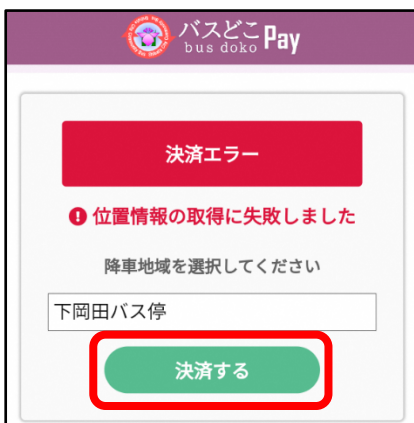 バスどこ Pay
bus doko
決済エラー
位置情報の取得に失敗しました
降車地域を選択してください
下岡田バス停
決済する